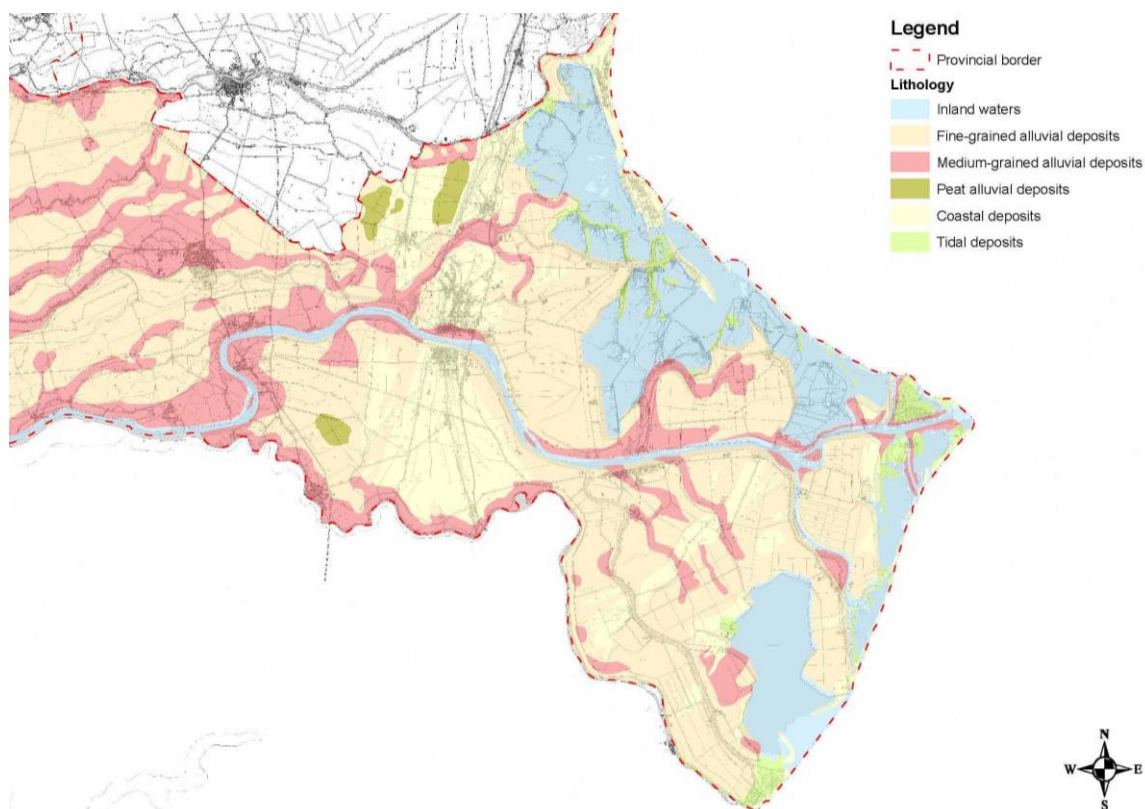 Legend
Provincial border
Lithology
Inland waters
Fine-grained alluvial deposits
Medium-grained alluvial deposits
Peat alluvial deposits
Coastal deposits
Tidal deposits
N
W
E
S